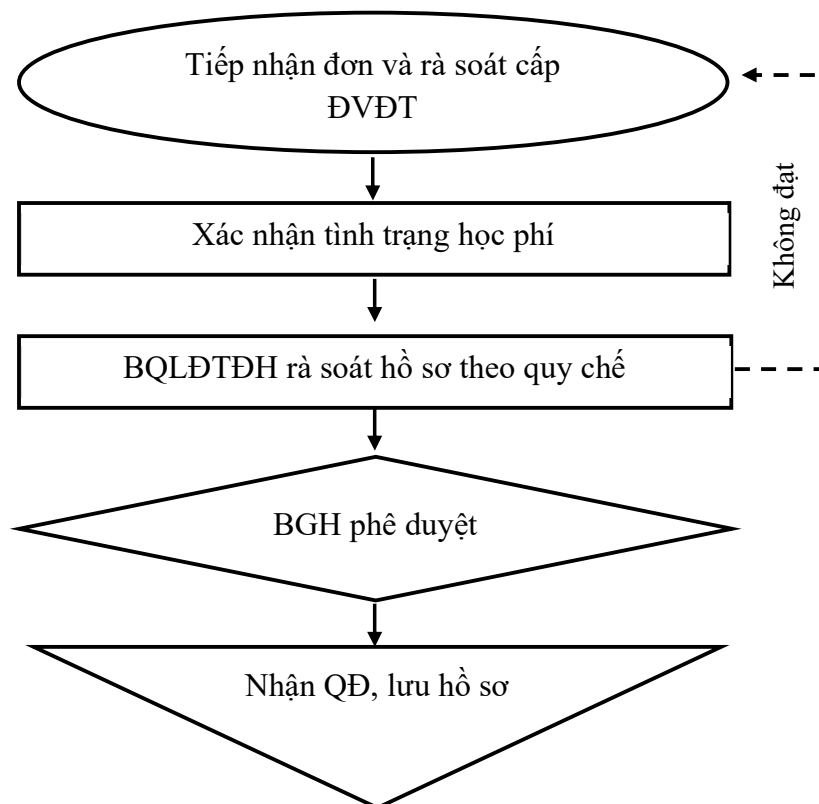 Tiếp nhận đơn và rà soát cấp
ĐVĐT
Xác nhận tình trạng học phí
Không đạt
BQLĐTĐH rà soát hồ sơ theo quy chế
BGH phê duyệt
Nhận QĐ, lưu hồ sơ